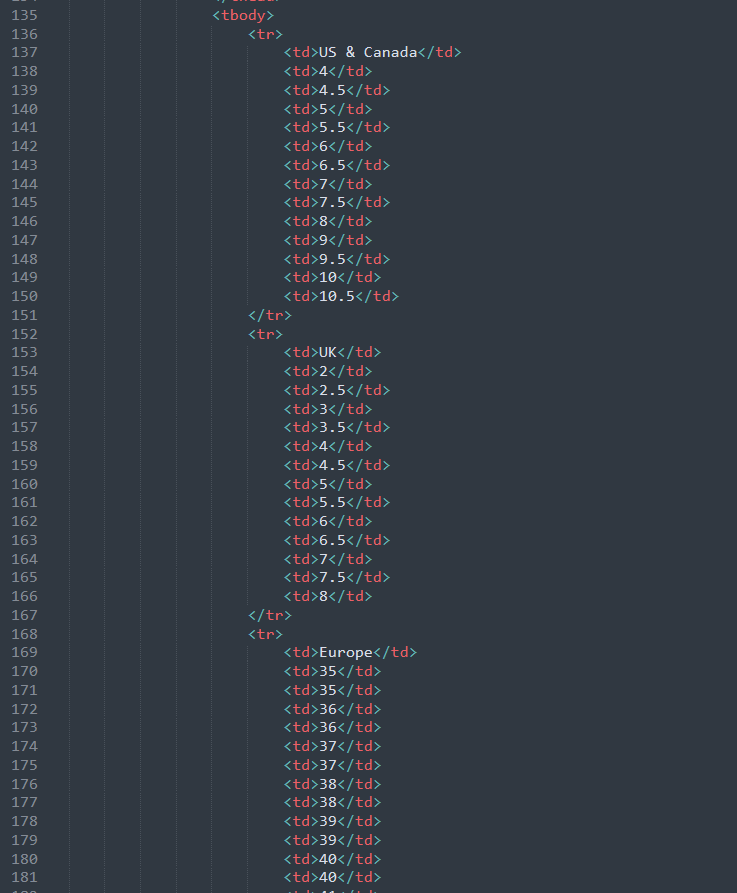 135 <tbody>
136 <tr>
137 <td>US & Canada</td>
138 <td>4</td>
139 <td>4.5</td>
140 <td>5</td>
141 <td>5.5</td>
142 <td>6</td>
143 <td>6.5</td>
144 <td>7</td>
145 <td>7.5</td>
146 <td>8</td>
147 <td>9</td>
148 <td>9.5</td>
149 <td>10</td>
150 <td>10.5</td>
151 </tr>
152 <tr>
153 <td>UK</td>
154 <td>2</td>
155 <td>2.5</td>
156 <td>3</td>
157 <td>3.5</td>
158 <td>4</td>
159 <td>4.5</td>
160 <td>5</td>
161 <td>5.5</td>
162 <td>6</td>
163 <td>6.5</td>
164 <td>7</td>
165 <td>7.5</td>
166 <td>8</td>
167 </tr>
168 <tr>
169 <td>Europe</td>
170 <td>35</td>
171 <td>35</td>
172 <td>36</td>
173 <td>36</td>
174 <td>37</td>
175 <td>37</td>
176 <td>38</td>
177 <td>38</td>
178 <td>39</td>
179 <td>39</td>
180 <td>40</td>
181 <td>40</td>